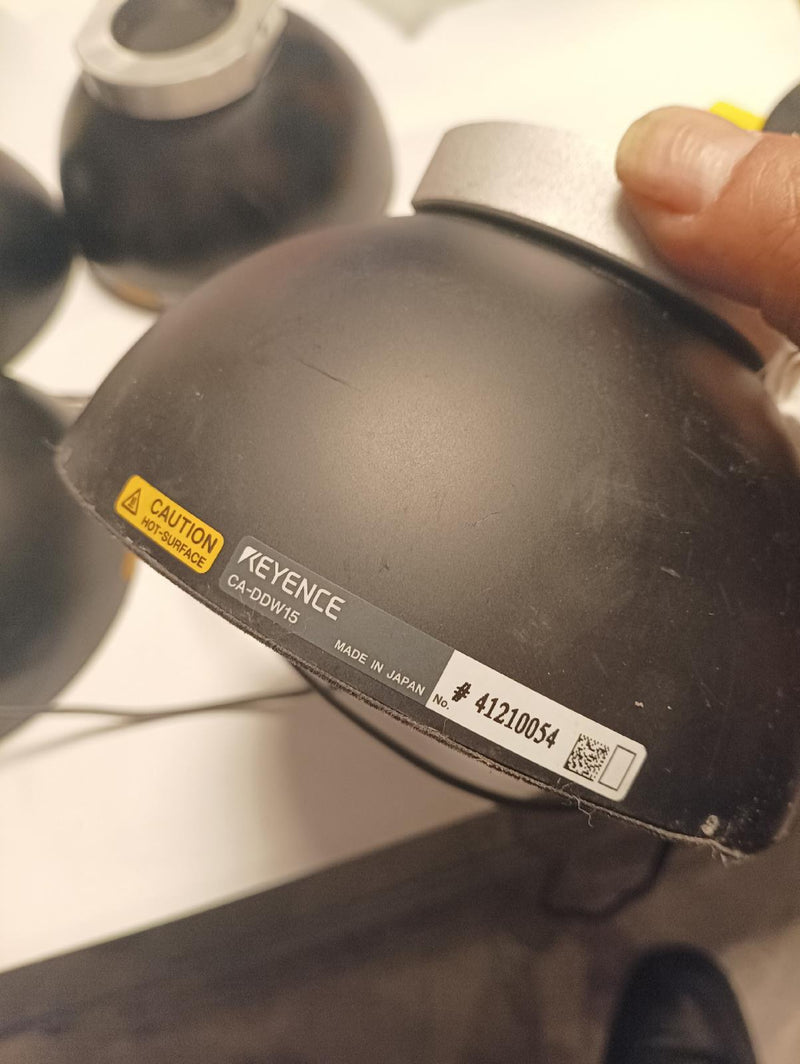 CAUTION
HOT-SURFACE
KEYENCE
CA-DDW15
MADE IN JAPAN
No. # 41210054